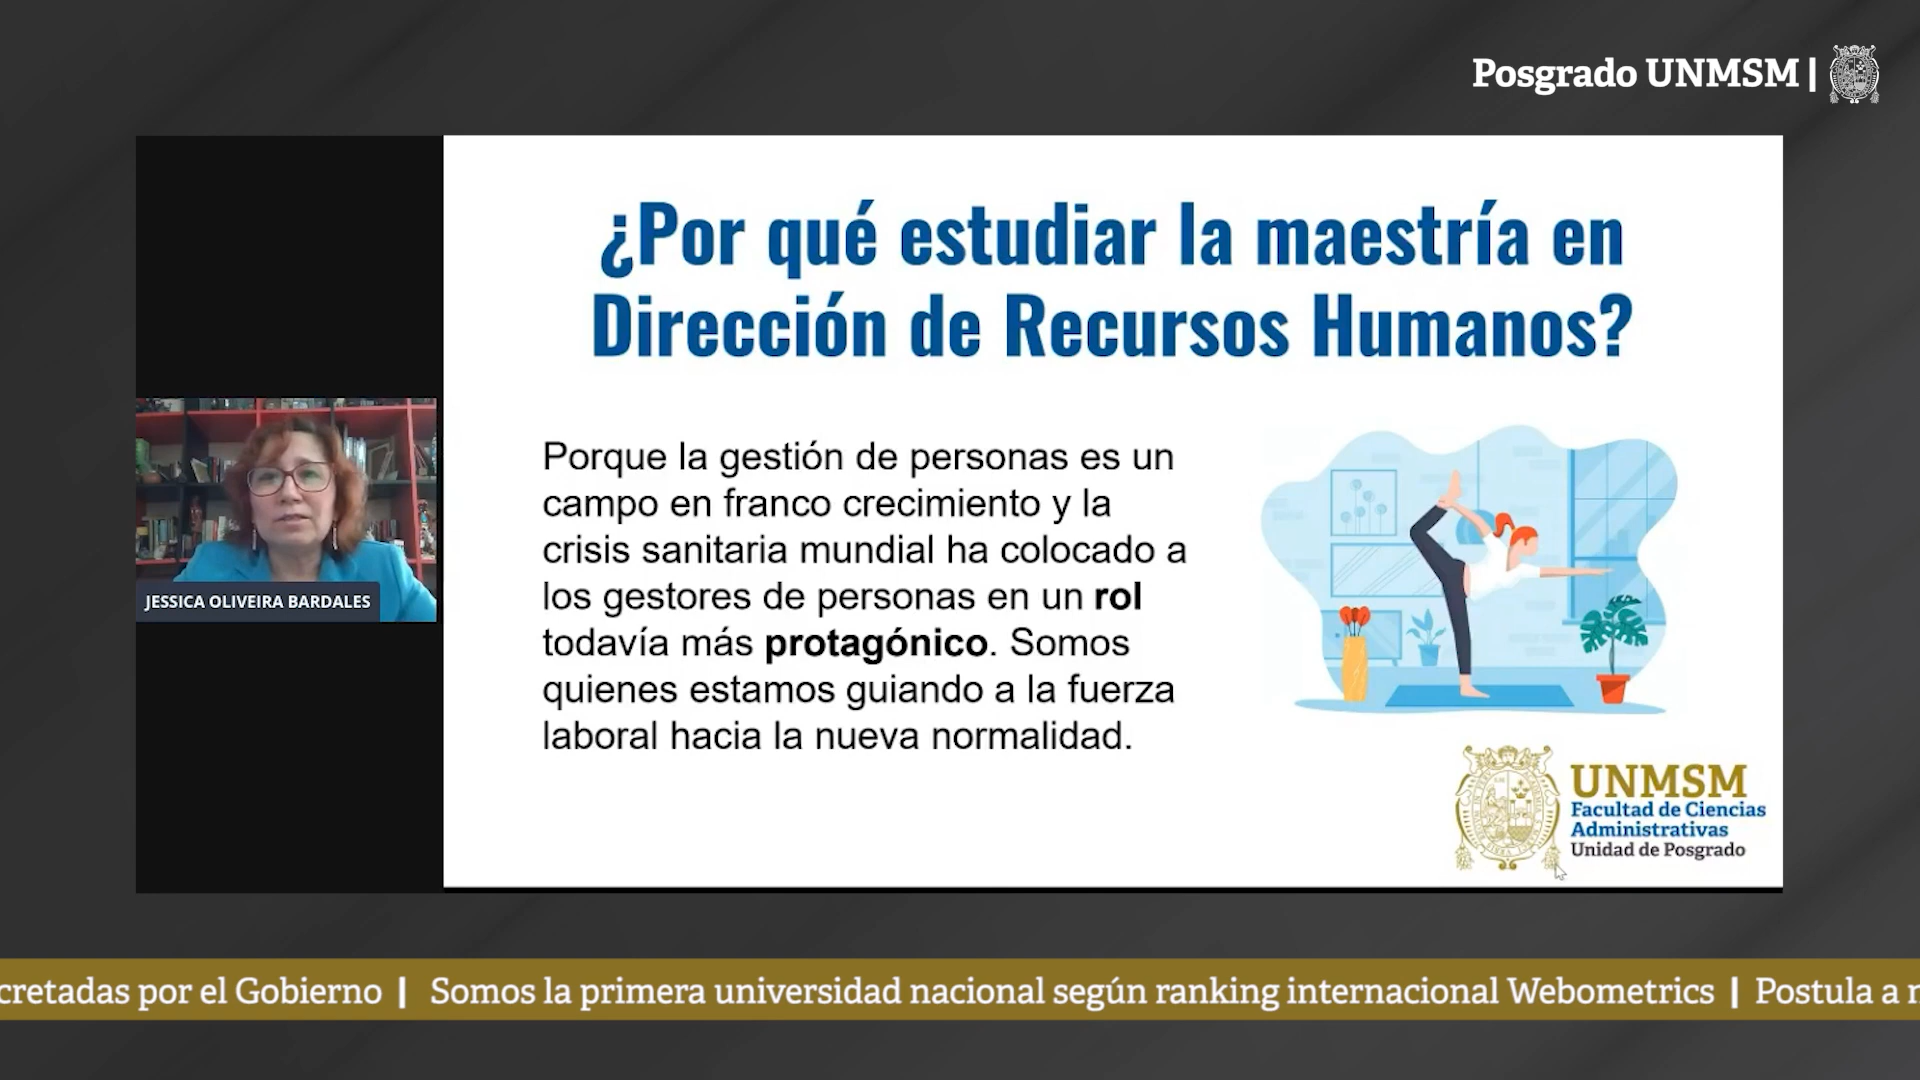 Posgrado UNMSM |
¿Por qué estudiar la maestría en
Dirección de Recursos Humanos?
Porque la gestión de personas es un
campo en franco crecimiento y la
crisis sanitaria mundial ha colocado a
los gestores de personas en un rol
todavía más protagónico. Somos
quienes estamos guiando a la fuerza
laboral hacia la nueva normalidad.
JESSICA OLIVEIRA BARDALES
UNMSM
Facultad de Ciencias
Administrativas
Unidad de Posgrado
cretadas por el Gobierno | Somos la primera universidad nacional según ranking internacional Webometrics | Postula a